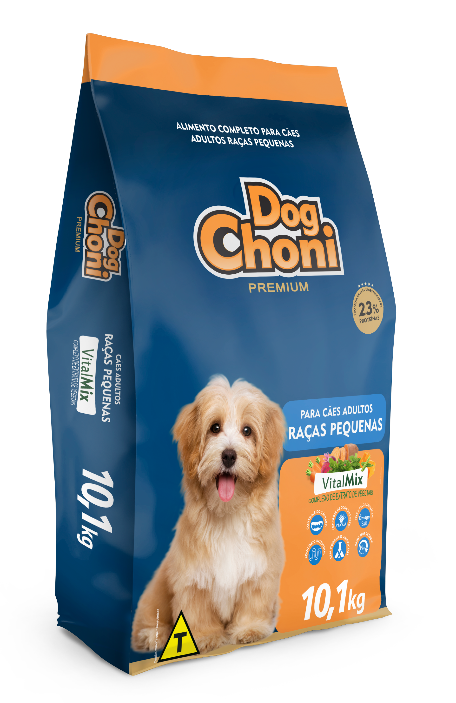 ALIMENTO COMPLETO PARA CÃES
ADULTOS RAÇAS PEQUENAS
Dog
Choni
PREMIUM
23%
PROTEÍNAS
PARA CÃES ADULTOS
RAÇAS PEQUENAS
VitalMix
10,1kg
T
Dog
Choni
PREMIUM
CÃES ADULTOS
RAÇAS PEQUENAS
VitalMix
10,1kg